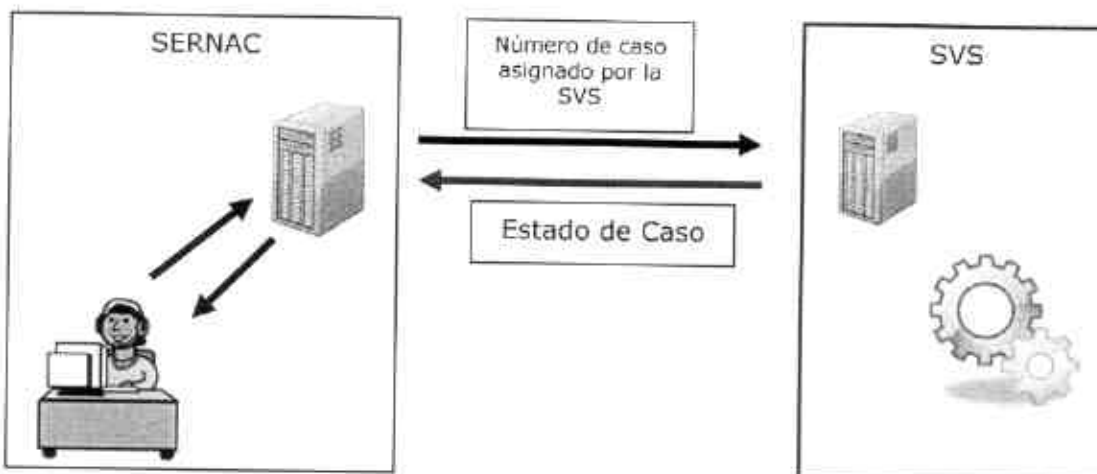 SERNAC
Número de caso
asignado por la
SVS
SVS
Estado de Caso